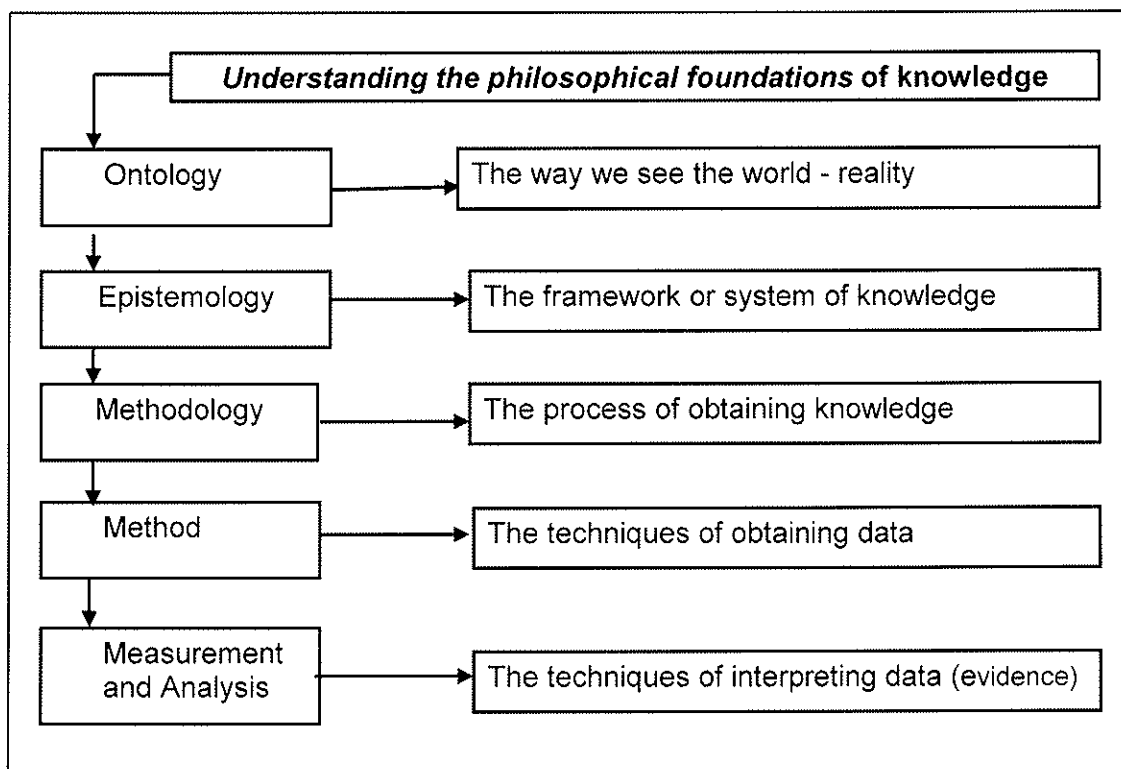 Understanding the philosophical foundations of knowledge
Ontology
The way we see the world - reality
Epistemology
The framework or system of knowledge
Methodology
The process of obtaining knowledge
Method
The techniques of obtaining data
Measurement
and Analysis
The techniques of interpreting data (evidence)